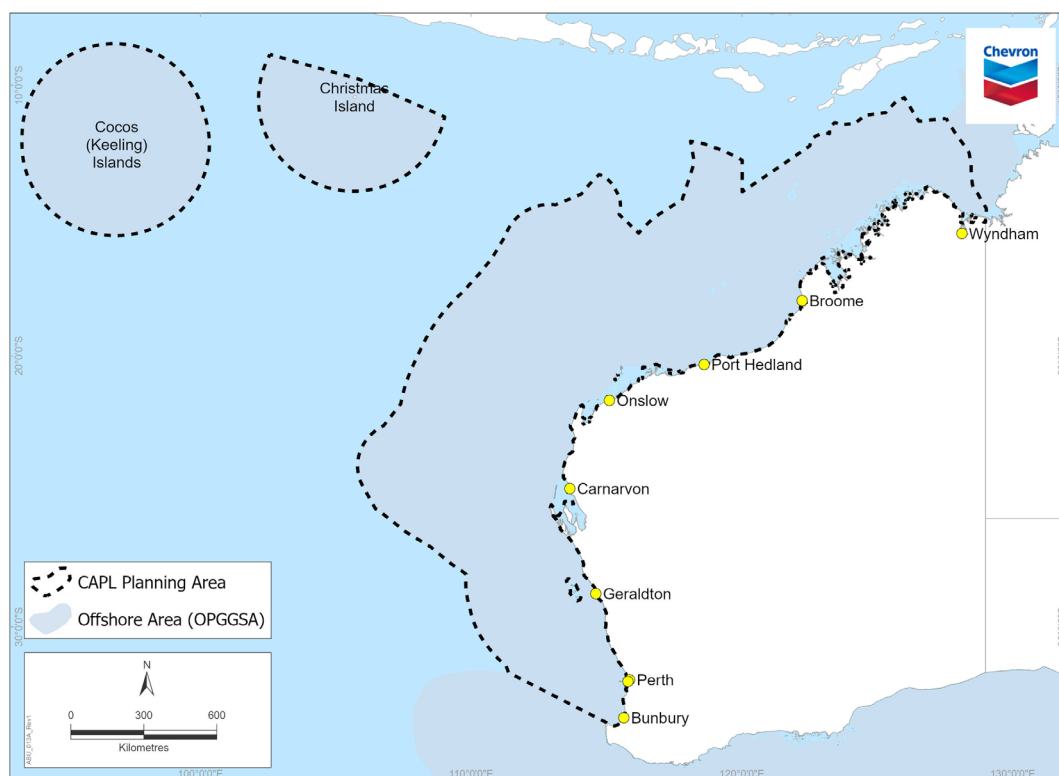 Chevron
10°0'0"S
Cocos
(Keeling)
Islands
Christmas
Island
Wyndham
Broome
20°0'0"S
Port Hedland
Onslow
Carnarvon
CAPL Planning Area
Offshore Area (OPGGSA)
Geraldton
30°0'0"S
N
0
300
600
Kilometres
ABU_013A_Rev1
Perth
Bunbury
100°0'0"E
110°0'0"E
120°0'0"E
130°0'0"E